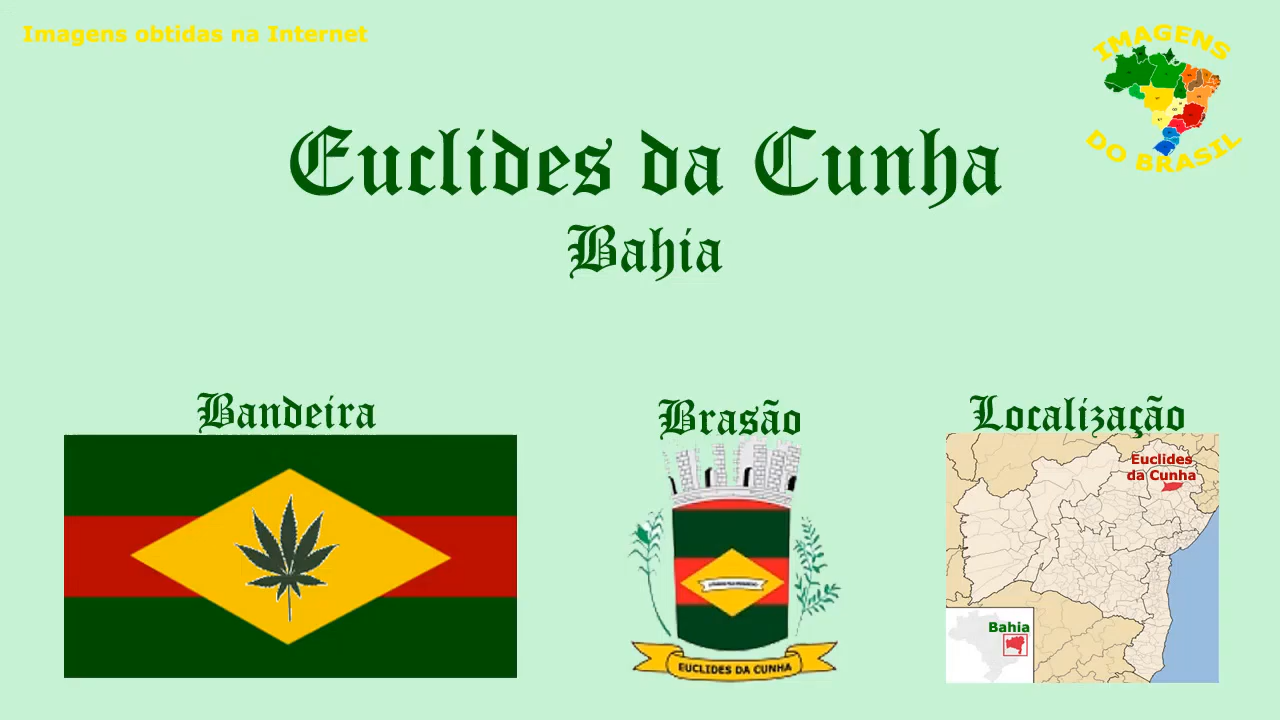 Imagens obtidas na Internet
IMAGENS
DO BRASIL
Euclides da Cunha
Bahia
Bandeira
Brasão
Localização
EUCLIDES DA CUNHA
Euclides
da Cunha
Bahia